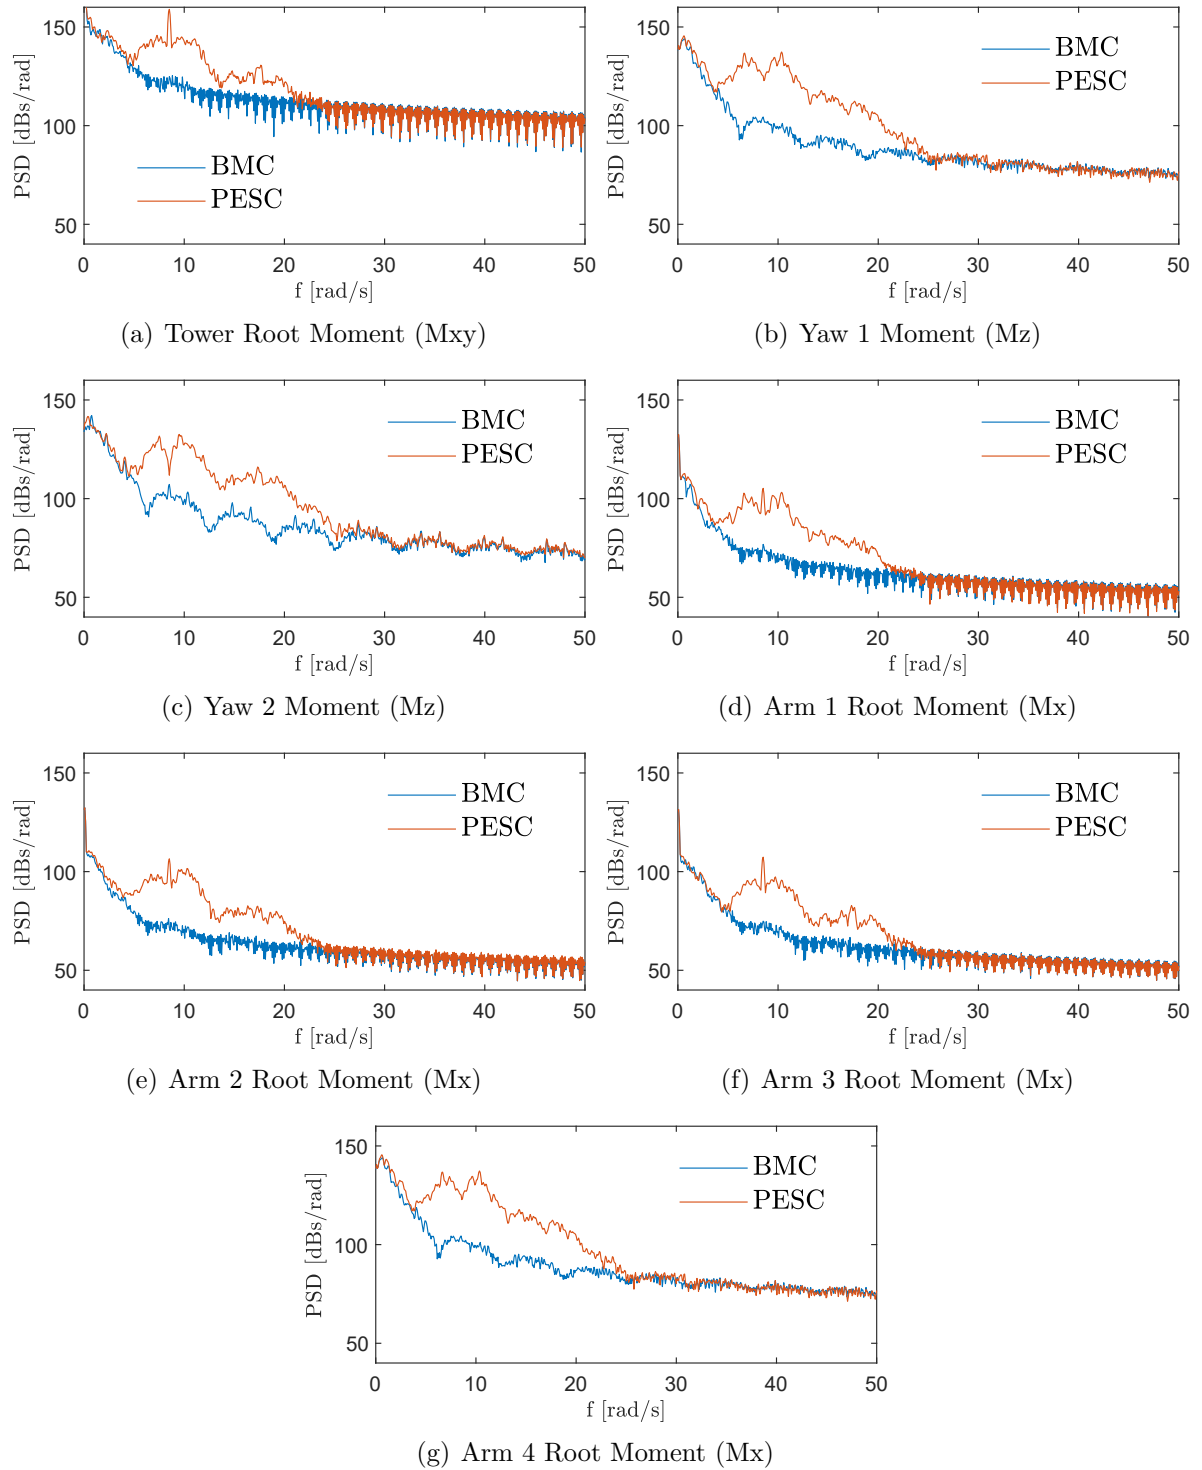 150
100
50
PSD [dBs/rad]
BMC
PESC
0 10 20 30 40 50
f [rad/s]
(a) Tower Root Moment (Mxy)
150
100
50
PSD [dBs/rad]
BMC
PESC
0 10 20 30 40 50
f [rad/s]
(b) Yaw 1 Moment (Mz)
150
100
50
PSD [dBs/rad]
BMC
PESC
0 10 20 30 40 50
f [rad/s]
(c) Yaw 2 Moment (Mz)
150
100
50
PSD [dBs/rad]
BMC
PESC
0 10 20 30 40 50
f [rad/s]
(d) Arm 1 Root Moment (Mx)
150
100
50
PSD [dBs/rad]
BMC
PESC
0 10 20 30 40 50
f [rad/s]
(e) Arm 2 Root Moment (Mx)
150
100
50
PSD [dBs/rad]
BMC
PESC
0 10 20 30 40 50
f [rad/s]
(f) Arm 3 Root Moment (Mx)
150
100
50
PSD [dBs/rad]
BMC
PESC
0 10 20 30 40 50
f [rad/s]
(g) Arm 4 Root Moment (Mx)